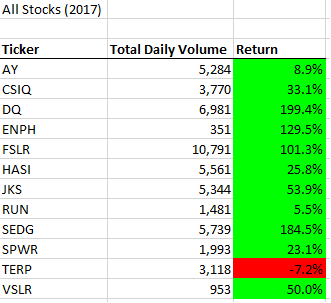 All Stocks (2017)
Ticker Total Daily Volume Return
AY 5,284 8.9%
CSIQ 3,770 33.1%
DQ 6,981 199.4%
ENPH 351 129.5%
FSLR 10,791 101.3%
HASI 5,561 25.8%
JKS 5,344 53.9%
RUN 1,481 5.5%
SEDG 5,739 184.5%
SPWR 1,993 23.1%
TERP 3,118 -7.2%
VSLR 953 50.0%